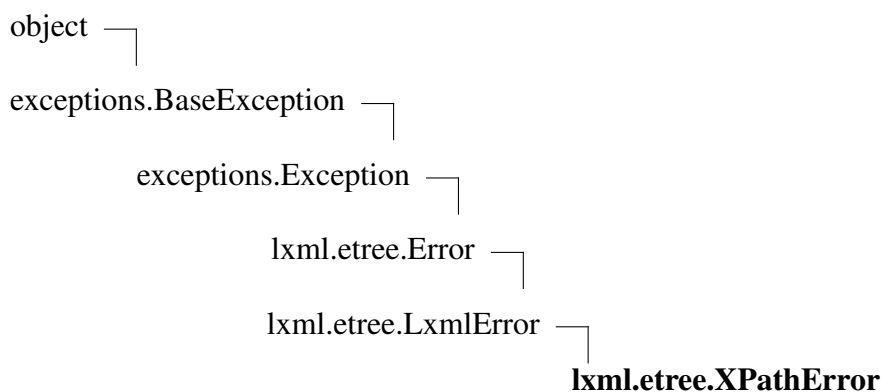 object
exceptions.BaseException
exceptions.Exception
lxml.etree.Error
lxml.etree.LxmlError
lxml.etree.XPathError